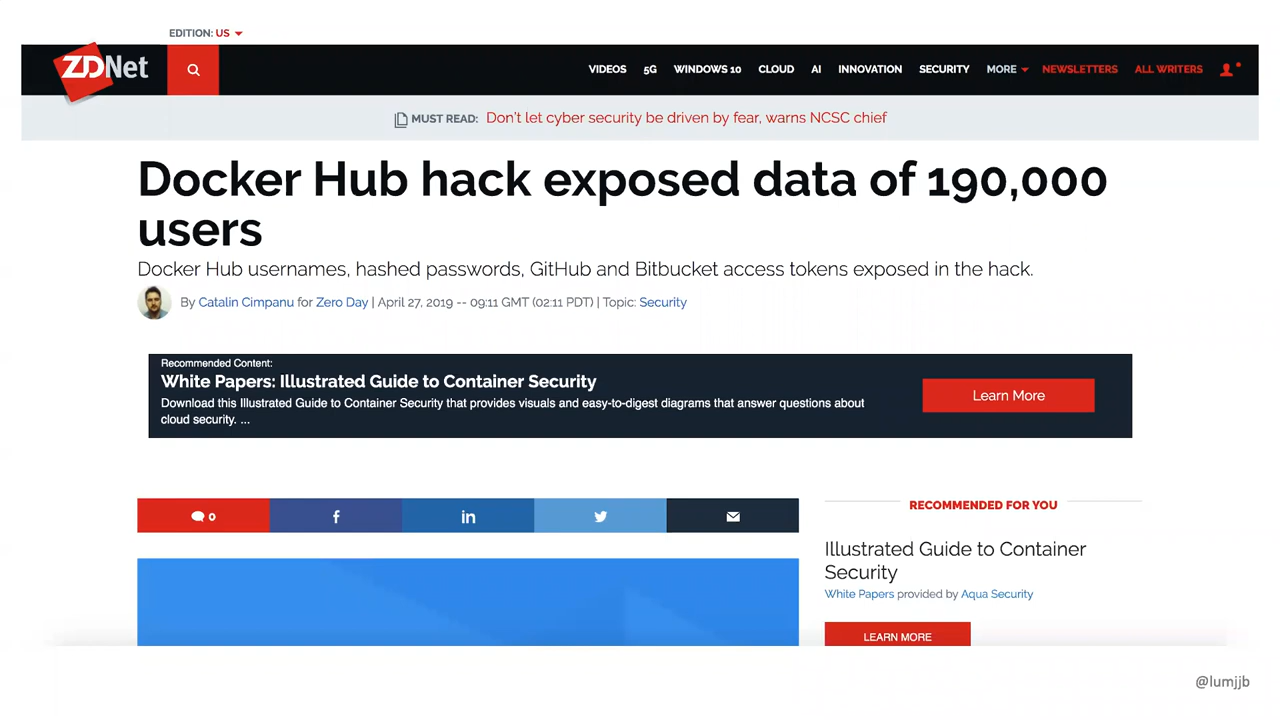 EDITION: US
ZDNet
VIDEOS 5G WINDOWS 10 CLOUD AI INNOVATION SECURITY MORE NEWSLETTERS ALL WRITERS
MUST READ: Don't let cyber security be driven by fear, warns NCSC chief
Docker Hub hack exposed data of 190,000
users
Docker Hub usernames, hashed passwords, GitHub and Bitbucket access tokens exposed in the hack.
By Catalin Cimpanu for Zero Day | April 27, 2019 -- 09:11 GMT (02:11 PDT) | Topic: Security
Recommended Content:
White Papers: Illustrated Guide to Container Security
Download this Illustrated Guide to Container Security that provides visuals and easy-to-digest diagrams that answer questions about
cloud security. ...
Learn More
0
f
in
RECOMMENDED FOR YOU
Illustrated Guide to Container
Security
White Papers provided by Aqua Security
LEARN MORE
@lumjjb